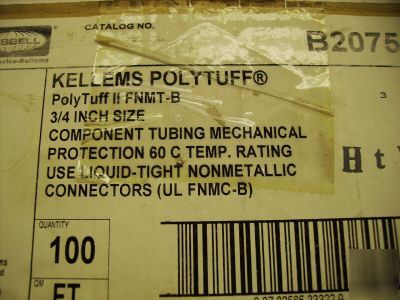 CATALOG NO.
B2075
KELLEMS POLYTUFF®
PolyTuff II FNMT-B
3/4 INCH SIZE
COMPONENT TUBING MECHANICAL
PROTECTION 60 C TEMP. RATING
USE LIQUID-TIGHT NONMETALLIC
CONNECTORS (UL FNMC-B)
3
QUANTITY
100